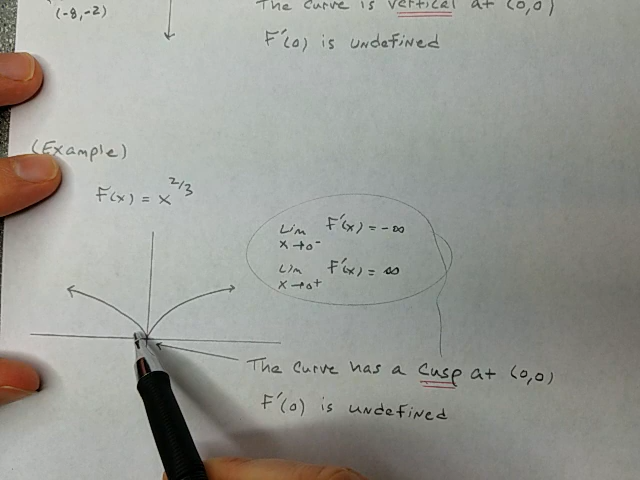 (-8,-2)
The curve is vertical at (0,0)
F'(0) is undefined
(Example)
F(x) = x^2/3
Lim x→0⁻ F'(x) = -∞
Lim x→0⁺ F'(x) = ∞
The curve has a cusp at (0,0)
F'(0) is undefined